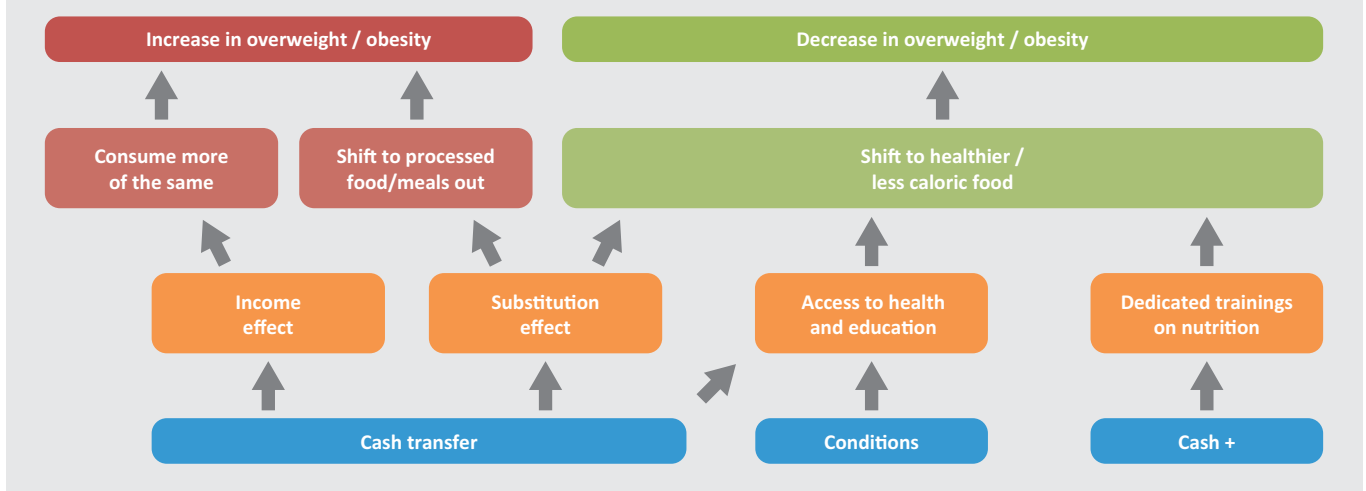 Increase in overweight / obesity
Decrease in overweight / obesity
Consume more
of the same
Shift to processed
food/meals out
Shift to healthier /
less caloric food
Income
effect
Substitution
effect
Access to health
and education
Dedicated trainings
on nutrition
Cash transfer
Conditions
Cash +